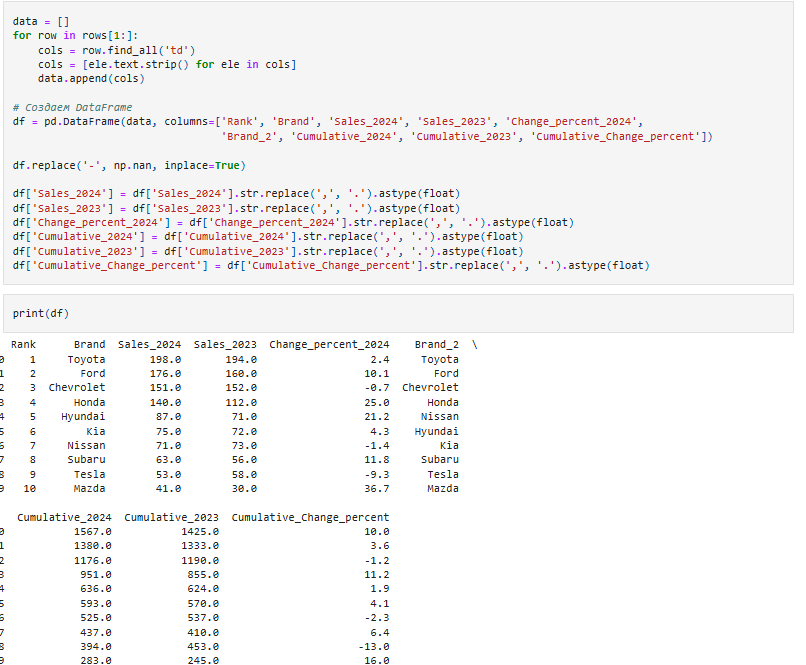 data = []
for row in rows[1:]:
    cols = row.find_all('td')
    cols = [ele.text.strip() for ele in cols]
    data.append(cols)
# Создаем DataFrame
df = pd.DataFrame(data, columns=['Rank', 'Brand', 'Sales_2024', 'Sales_2023', 'Change_percent_2024',
                                 'Brand_2', 'Cumulative_2024', 'Cumulative_2023', 'Cumulative_Change_percent'])
df.replace('-', np.nan, inplace=True)
df['Sales_2024'] = df['Sales_2024'].str.replace(',', '.').astype(float)
df['Sales_2023'] = df['Sales_2023'].str.replace(',', '.').astype(float)
df['Change_percent_2024'] = df['Change_percent_2024'].str.replace(',', '.').astype(float)
df['Cumulative_2024'] = df['Cumulative_2024'].str.replace(',', '.').astype(float)
df['Cumulative_2023'] = df['Cumulative_2023'].str.replace(',', '.').astype(float)
df['Cumulative_Change_percent'] = df['Cumulative_Change_percent'].str.replace(',', '.').astype(float)
print(df)
  Rank      Brand  Sales_2024  Sales_2023  Change_percent_2024    Brand_2  \
0    1     Toyota       198.0       194.0                  2.4     Toyota
1    2       Ford       176.0       160.0                 10.1       Ford
2    3  Chevrolet       151.0       152.0                 -0.7  Chevrolet
3    4      Honda       140.0       112.0                 25.0      Honda
4    5    Hyundai        87.0        71.0                 21.2     Nissan
5    6        Kia        75.0        72.0                  4.3    Hyundai
6    7     Nissan        71.0        73.0                 -1.4        Kia
7    8     Subaru        63.0        56.0                 11.8     Subaru
8    9      Tesla        53.0        58.0                 -9.3      Tesla
9   10      Mazda        41.0        30.0                 36.7      Mazda
   Cumulative_2024  Cumulative_2023  Cumulative_Change_percent
0           1567.0           1425.0                       10.0
1           1380.0           1333.0                        3.6
2           1176.0           1190.0                       -1.2
3            951.0            855.0                       11.2
4            636.0            624.0                        1.9
5            593.0            570.0                        4.1
6            525.0            537.0                       -2.3
7            437.0            410.0                        6.4
8            394.0            453.0                      -13.0
9            283.0            245.0                       16.0